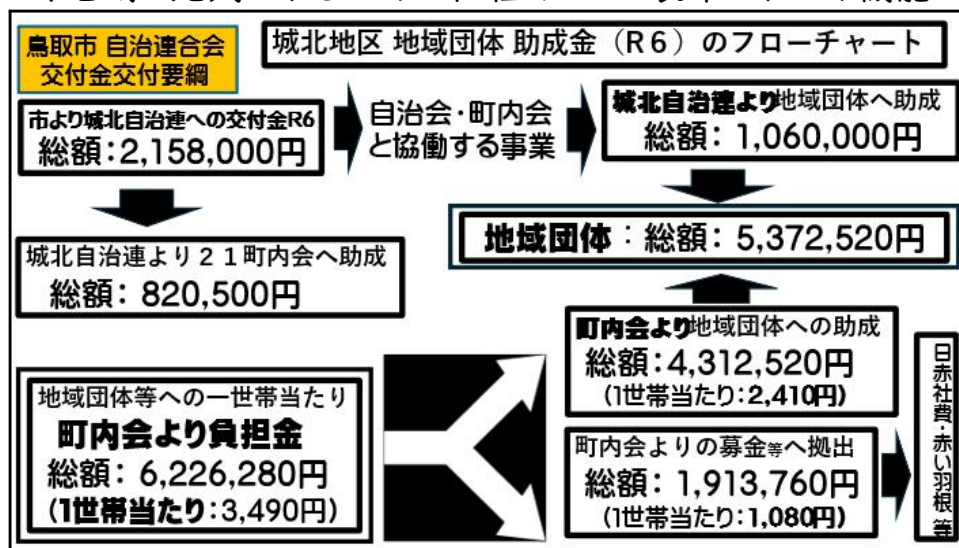 鳥取市 自治連合会
交付金交付要綱
城北地区 地域団体 助成金（R6）のフローチャート
市より城北自治連への交付金R6
総額:2,158,000円
自治会・町内会
と協働する事業
城北自治連より地域団体へ助成
総額：1,060,000円
城北自治連より２１町内会へ助成
総額：820,500円
地域団体：総額：5,372,520円
町内会より地域団体への助成
総額:4,312,520円
(1世帯当たり:2,410円)
地域団体等への一世帯当たり
町内会より負担金
総額：6,226,280円
(1世帯当たり:3,490円)
町内会よりの募金等へ拠出
総額：1,913,760円
(1世帯当たり:1,080円)
日赤社費・赤い羽根 等